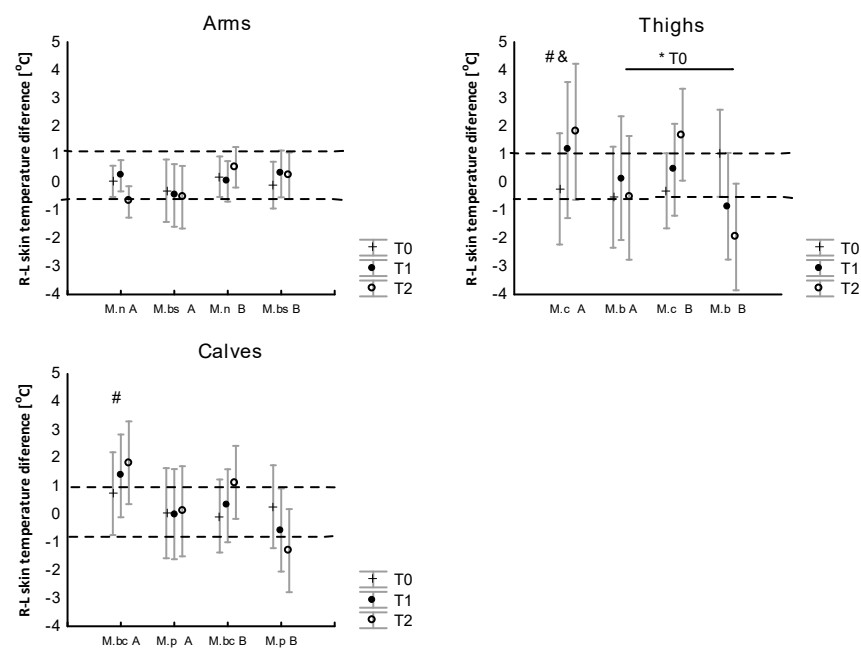 Arms
R-L skin temperature diference [°C]
5
4
3
2
1
0
-1
-2
-3
-4
M.n A
M.bs A
M.n B
M.bs B
T0
T1
T2
Thighs
R-L skin temperature diference [°C]
5
4
3
2
1
0
-1
-2
-3
-4
# &
* T0
M.c A
M.b A
M.c B
M.b B
T0
T1
T2
Calves
R-L skin temperature diference [°C]
5
4
3
2
1
0
-1
-2
-3
-4
#
M.bc A
M.p A
M.bc B
M.p B
T0
T1
T2